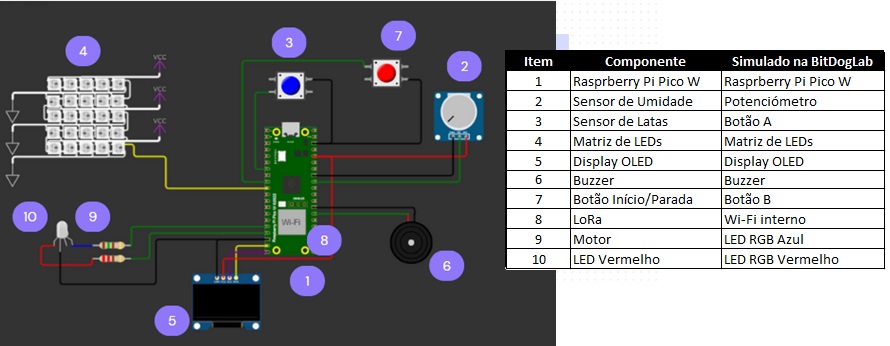 4
VCC
VCC
VCC
3
7
2
10
9
Wi-Fi
8
1
6
5
Item Componente Simulado na BitDogLab
1 Rasprberry Pi Pico W Rasprberry Pi Pico W
2 Sensor de Umidade Potenciómetro
3 Sensor de Latas Botão A
4 Matriz de LEDs Matriz de LEDs
5 Display OLED Display OLED
6 Buzzer Buzzer
7 Botão Início/Parada Botão B
8 LoRa Wi-Fi interno
9 Motor LED RGB Azul
10 LED Vermelho LED RGB Vermelho